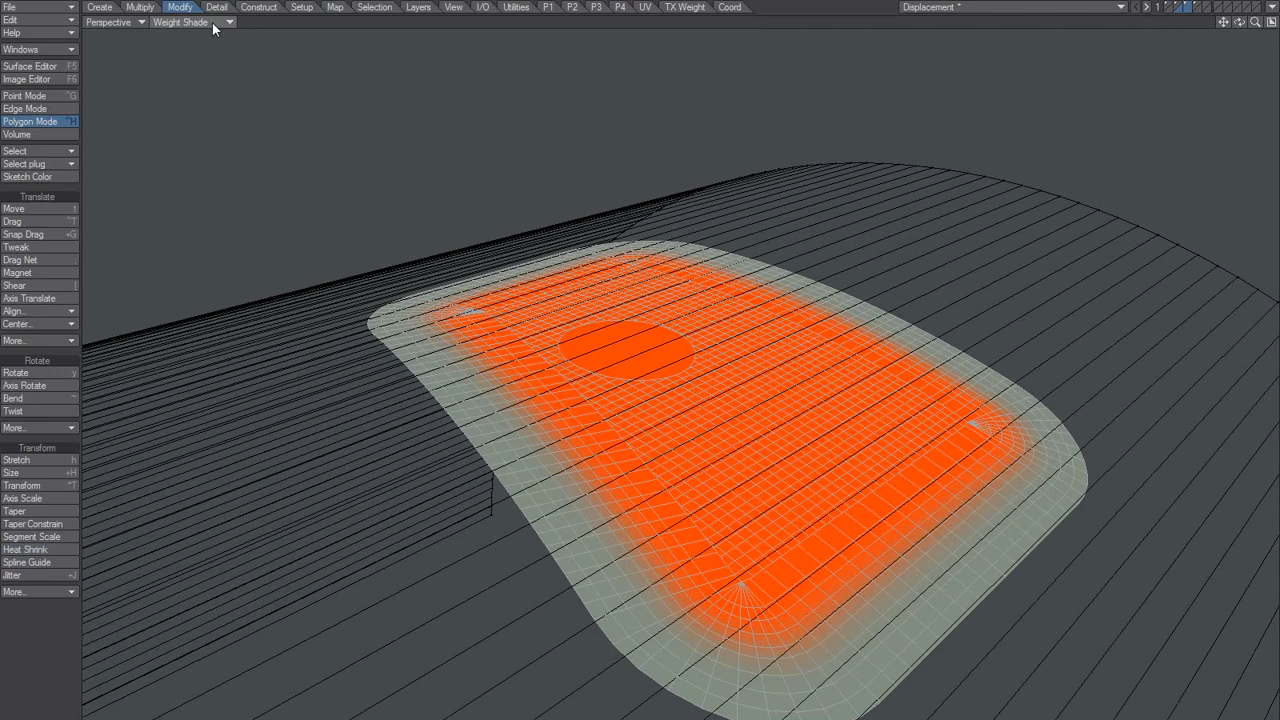 File Create Multiply Modify Detail Construct Setup Map Selection Layers View I/O Utilities P1 P2 P3 P4 UV TX Weight Coord Displacement * 1
Edit Perspective Weight Shade
Help
Windows
Surface Editor F5
Image Editor F6
Point Mode ^G
Edge Mode
Polygon Mode ^H
Volume
Select
Select plug
Sketch Color
Translate
Move t
Drag ^T
Snap Drag +G
Tweak
Drag Net ;
Magnet :
Shear [
Axis Translate
Align...
Center...
More...
Rotate
Rotate y
Axis Rotate
Bend ~
Twist
More...
Transform
Stretch h
Size +H
Transform ^T
Axis Scale
Taper
Taper Constrain
Segment Scale
Heat Shrink
Spline Guide
Jitter +J
More...